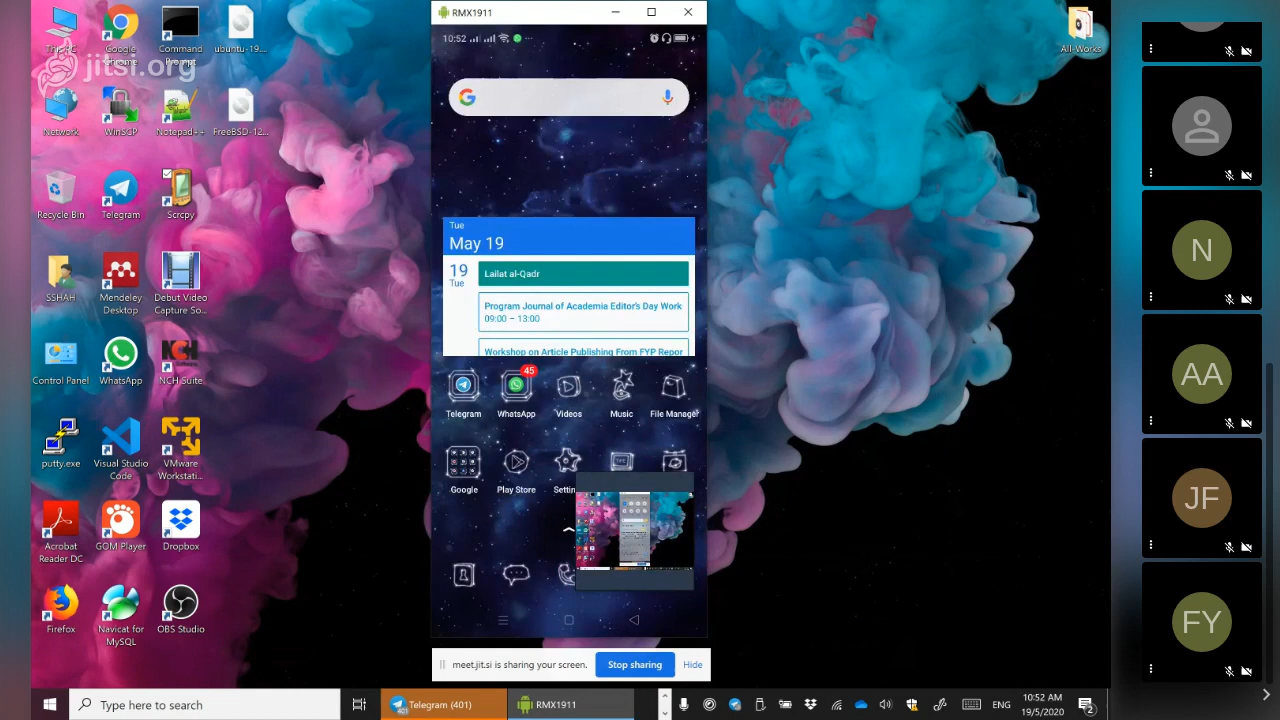 RMX1911
This PC
Google
Chrome
Command
Prompt
ubuntu-19....
jitsi.org
All-Works
Network
WinSCP
Notepad++
FreeBSD-12...
Recycle Bin
Telegram
Scrcpy
SSHAH
Mendeley
Desktop
Debut Video
Capture So...
Control Panel
WhatsApp
NCH
NCH Suite
putty.exe
Visual Studio
Code
VMware
Workstati...
Acrobat
Reader DC
GOM Player
Dropbox
Firefox
Navicat for
MySQL
OBS Studio
10:52
Tue
May 19
19
Tue
Lailat al-Qadr
Program Journal of Academia Editor's Day Work
09:00 – 13:00
Workshop on Article Publishing From FYP Repor
45
Telegram
WhatsApp
Videos
Music
File Manager
Google
Play Store
Settin
meet.jit.si is sharing your screen.
Stop sharing
Hide
N
AA
JF
FY
Type here to search
401
Telegram (401)
RMX1911
ENG
10:52 AM
19/5/2020
2